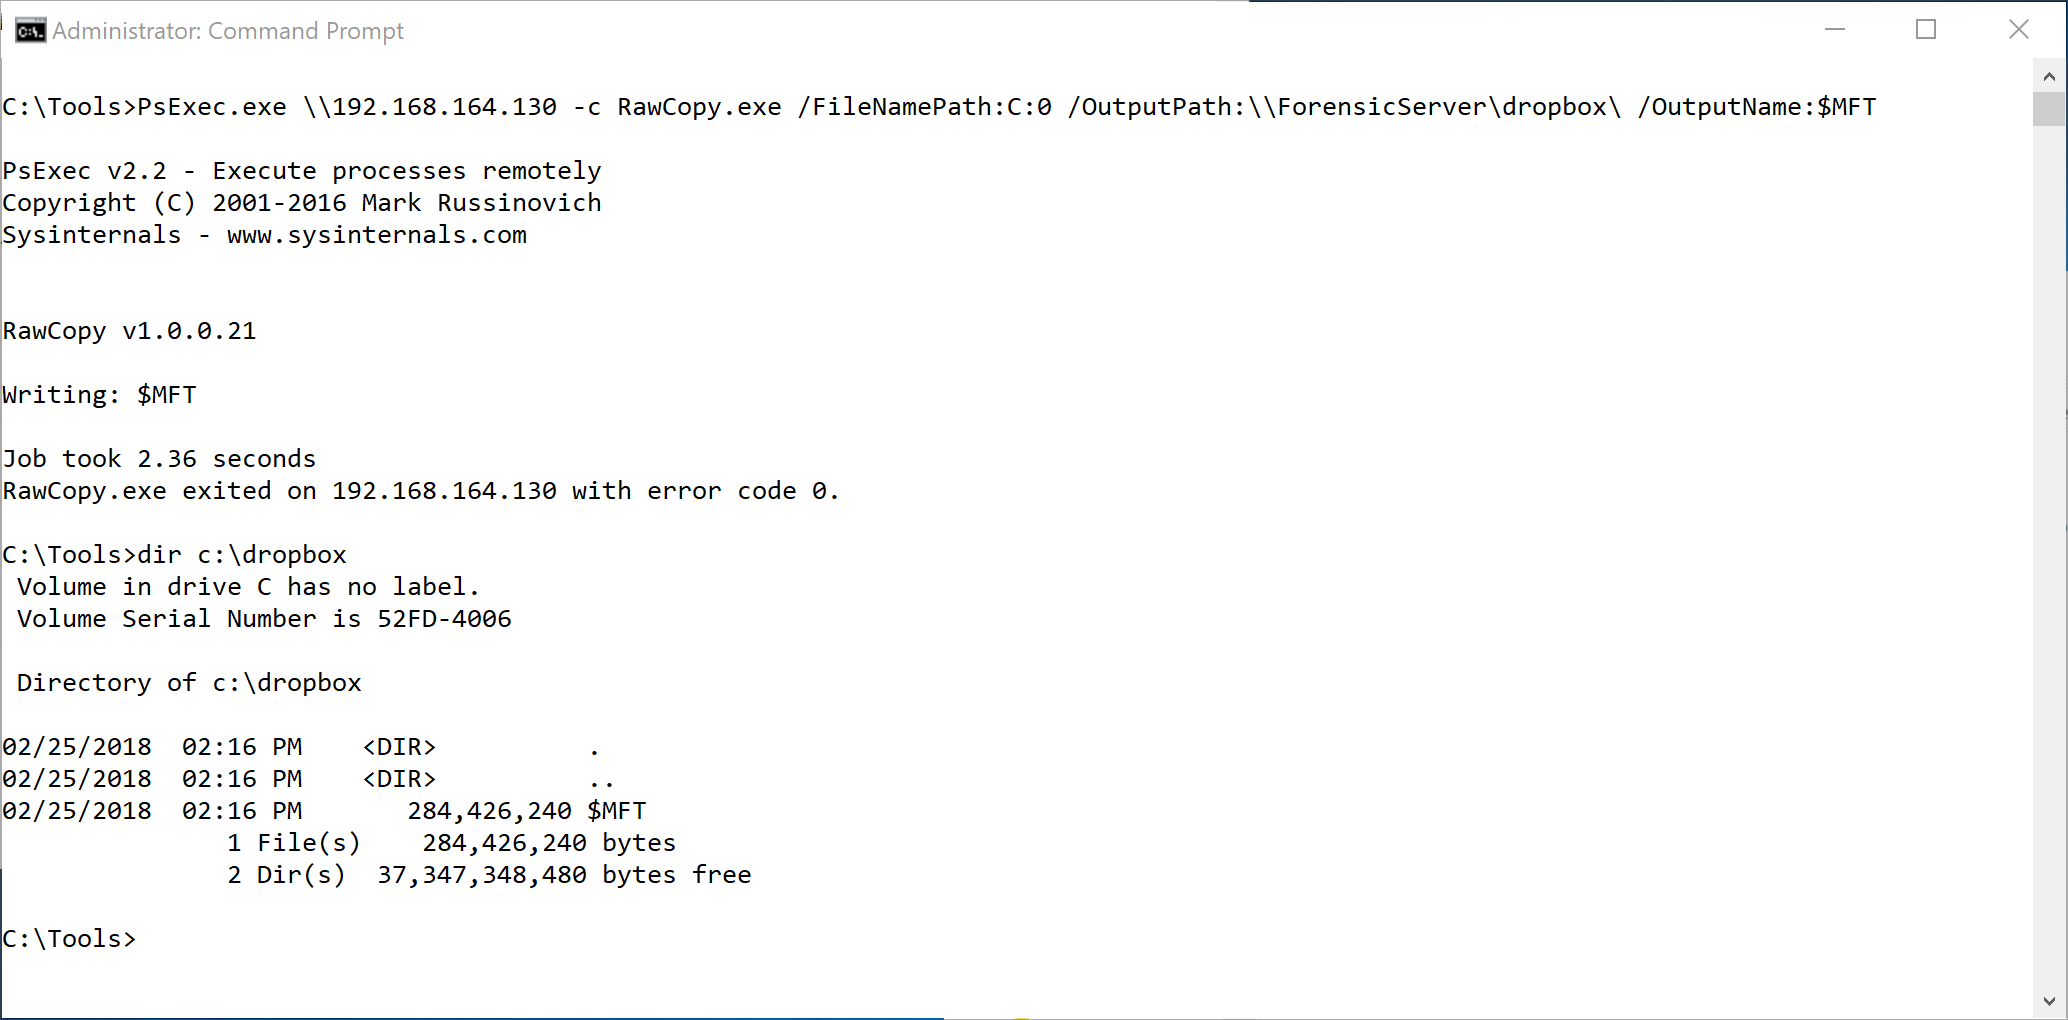 Administrator: Command Prompt
C:\Tools>PsExec.exe \\192.168.164.130 -c RawCopy.exe /FileNamePath:C:0 /OutputPath:\\ForensicServer\dropbox\ /OutputName:$MFT
PsExec v2.2 - Execute processes remotely
Copyright (C) 2001-2016 Mark Russinovich
Sysinternals - www.sysinternals.com
RawCopy v1.0.0.21
Writing: $MFT
Job took 2.36 seconds
RawCopy.exe exited on 192.168.164.130 with error code 0.
C:\Tools>dir c:\dropbox
 Volume in drive C has no label.
 Volume Serial Number is 52FD-4006
 Directory of c:\dropbox
02/25/2018  02:16 PM    <DIR>          .
02/25/2018  02:16 PM    <DIR>          ..
02/25/2018  02:16 PM       284,426,240 $MFT
               1 File(s)    284,426,240 bytes
               2 Dir(s)  37,347,348,480 bytes free
C:\Tools>